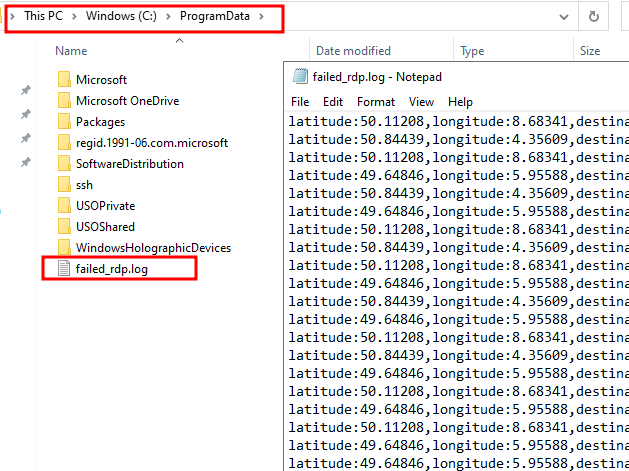 This PC > Windows (C:) > ProgramData >
Name Date modified Type Size
Microsoft
Microsoft OneDrive
Packages
regid.1991-06.com.microsoft
SoftwareDistribution
ssh
USOPrivate
USOShared
WindowsHolographicDevices
failed_rdp.log
failed_rdp.log - Notepad
File Edit Format View Help
latitude:50.11208,longitude:8.68341,destina
latitude:50.84439,longitude:4.35609,destina
latitude:50.11208,longitude:8.68341,destina
latitude:49.64846,longitude:5.95588,destina
latitude:50.84439,longitude:4.35609,destina
latitude:50.11208,longitude:8.68341,destina
latitude:50.84439,longitude:4.35609,destina
latitude:49.64846,longitude:5.95588,destina
latitude:50.11208,longitude:8.68341,destina
latitude:49.64846,longitude:5.95588,destina
latitude:50.84439,longitude:4.35609,destina
latitude:49.64846,longitude:5.95588,destina
latitude:50.11208,longitude:8.68341,destina
latitude:50.84439,longitude:4.35609,destina
latitude:49.64846,longitude:5.95588,destina
latitude:50.11208,longitude:8.68341,destina
latitude:49.64846,longitude:5.95588,destina
latitude:50.11208,longitude:8.68341,destina
latitude:49.64846,longitude:5.95588,destina
latitude:49.64846,longitude:5.95588,destina